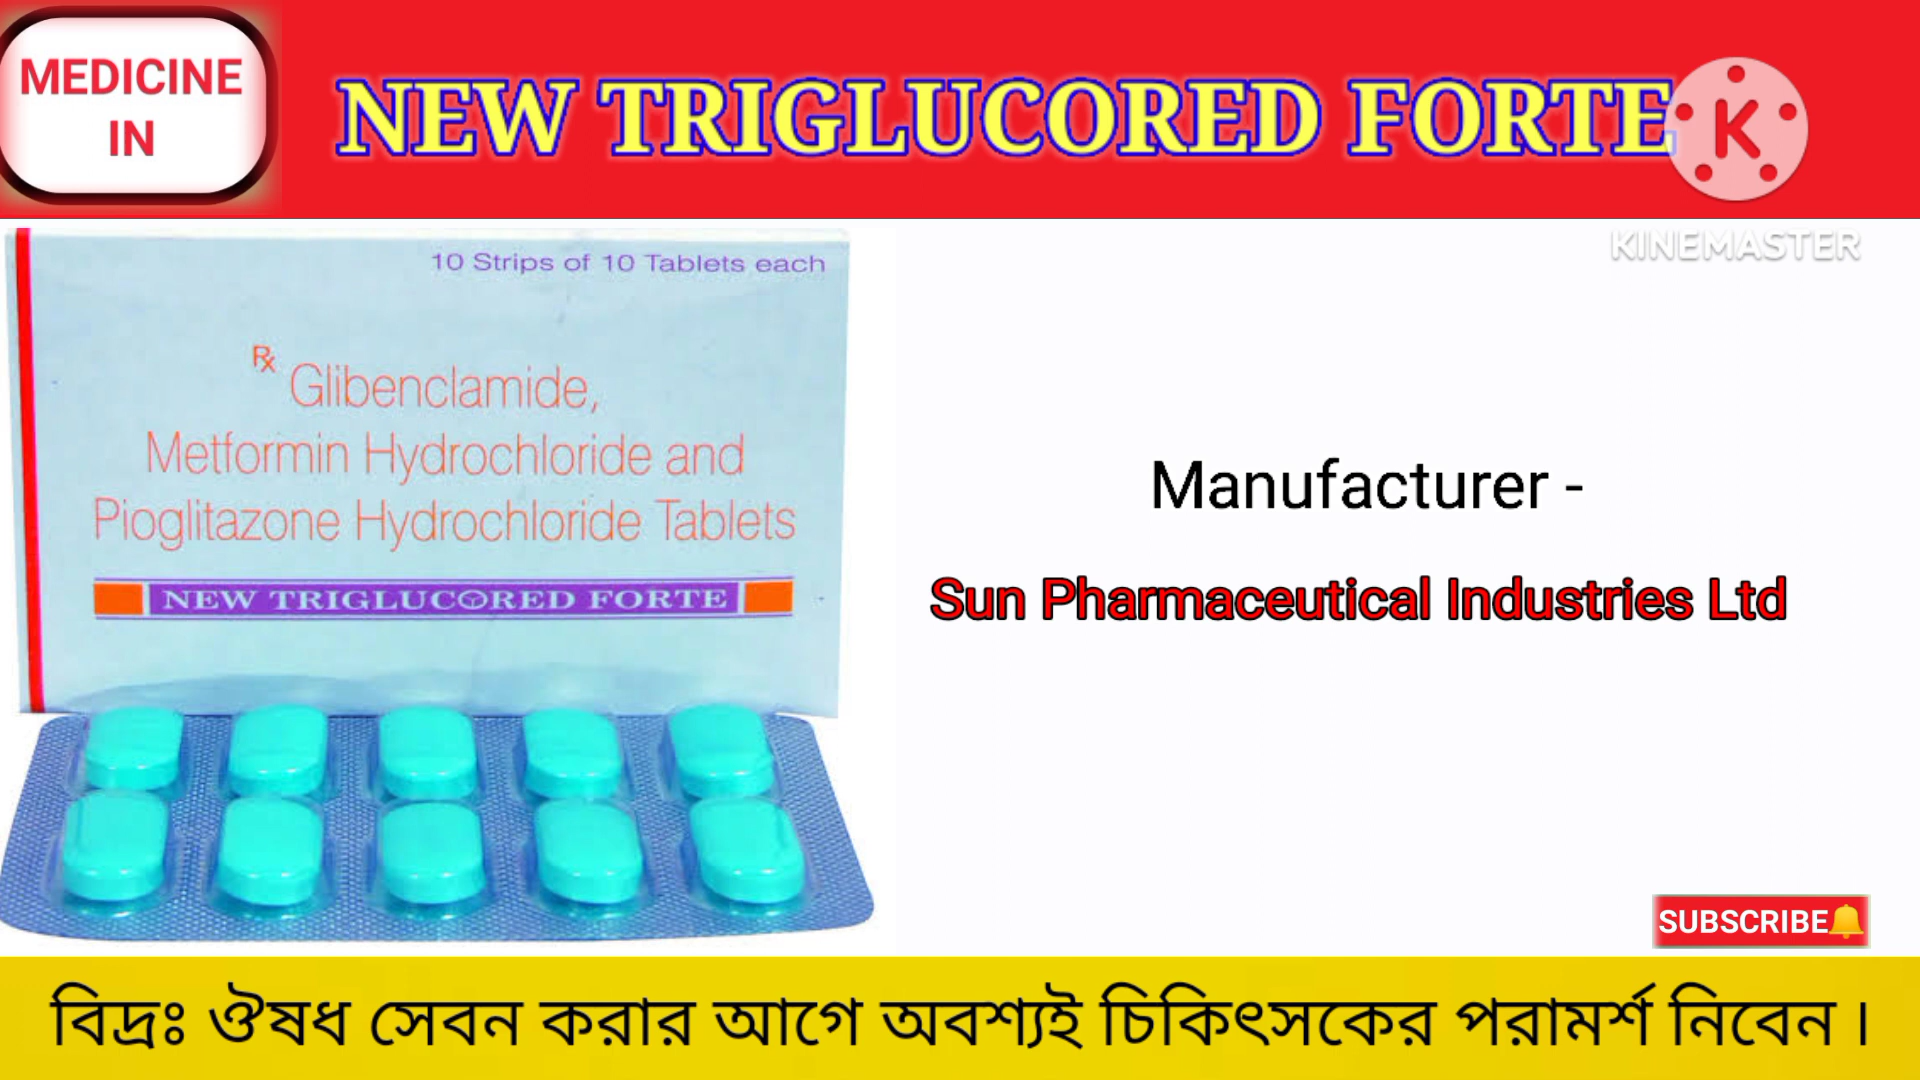 MEDICINE
IN
NEW TRIGLUCORED FORTE
K
KINEMASTER
10 Strips of 10 Tablets each
Rx
Glibenclamide,
Metformin Hydrochloride and
Pioglitazone Hydrochloride Tablets
NEW TRIGLUCORED FORTE
Manufacturer -
Sun Pharmaceutical Industries Ltd
SUBSCRIBE
বিদ্রঃ ঔষধ সেবন করার আগে অবশ্যই চিকিৎসকের পরামর্শ নিবেন।